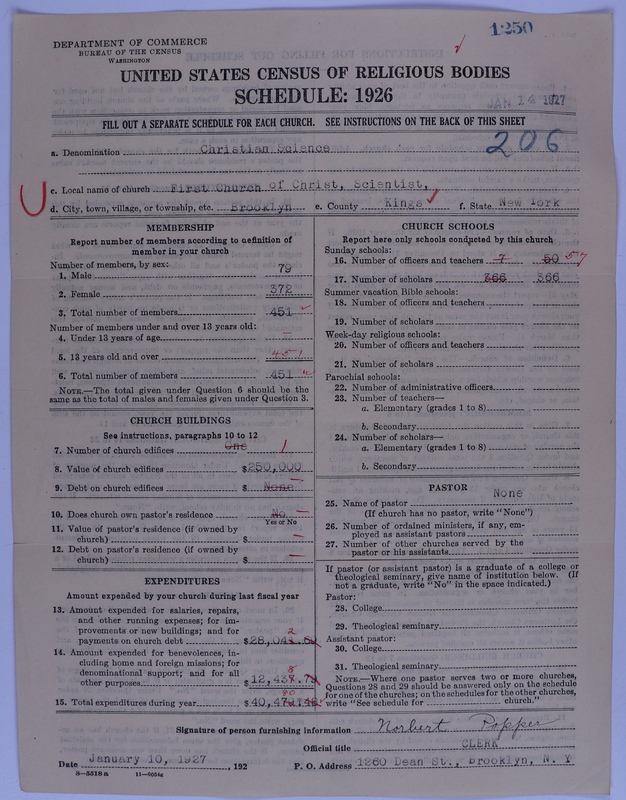 1250
DEPARTMENT OF COMMERCE
BUREAU OF THE CENSUS
WASHINGTON
UNITED STATES CENSUS OF RELIGIOUS BODIES
SCHEDULE: 1926
JAN 14 1927
FILL OUT A SEPARATE SCHEDULE FOR EACH CHURCH. SEE INSTRUCTIONS ON THE BACK OF THIS SHEET
206
a. Denomination Christian Science
c. Local name of church First Church of Christ, Scientist,
d. City, town, village, or township, etc. Brooklyn e. County Kings f. State New York
MEMBERSHIP
Report number of members according to definition of
member in your church
Number of members, by sex:
1. Male 79
2. Female 372
3. Total number of members 451
Number of members under and over 13 years old:
4. Under 13 years of age —
5. 13 years old and over 451
6. Total number of members 451
NOTE.—The total given under Question 6 should be the
same as the total of males and females given under Question 3.
CHURCH BUILDINGS
See instructions, paragraphs 10 to 12
7. Number of church edifices One 1
8. Value of church edifices $250,000
9. Debt on church edifices $ None —
10. Does church own pastor's residence No —
Yes or No
11. Value of pastor's residence (if owned by
church) $ —
12. Debt on pastor's residence (if owned by
church) $ —
EXPENDITURES
Amount expended by your church during last fiscal year
13. Amount expended for salaries, repairs,
and other running expenses; for im-
provements or new buildings; and for
payments on church debt $28,041
14. Amount expended for benevolences, in-
cluding home and foreign missions; for
denominational support; and for all
other purposes $12,437.7
15. Total expenditures during year $40,47
CHURCH SCHOOLS
Report here only schools conducted by this church
Sunday schools:
16. Number of officers and teachers 7 50 57
17. Number of scholars 366 366
Summer vacation Bible schools:
18. Number of officers and teachers
19. Number of scholars
Week-day religious schools:
20. Number of officers and teachers
21. Number of scholars
Parochial schools:
22. Number of administrative officers
23. Number of teachers—
a. Elementary (grades 1 to 8)
b. Secondary
24. Number of scholars—
a. Elementary (grades 1 to 8)
b. Secondary
PASTOR
25. Name of pastor None
(If church has no pastor, write "None")
26. Number of ordained ministers, if any, em-
ployed as assistant pastors
27. Number of other churches served by the
pastor or his assistants
If pastor (or assistant pastor) is a graduate of a college or
theological seminary, give name of institution below. (If
not a graduate, write "No" in the space indicated.)
Pastor:
28. College
29. Theological seminary
Assistant pastor:
30. College
31. Theological seminary
NOTE.—Where one pastor serves two or more churches,
Questions 28 and 29 should be answered only on the schedule
for one of the churches; on the schedules for the other churches,
write "See schedule for church."
Signature of person furnishing information Norbert Popper
Official title CLERK
Date January 10, 1927 , 192 P. O. Address 1260 Dean St., Brooklyn, N. Y
8—5518 a 11—9054a